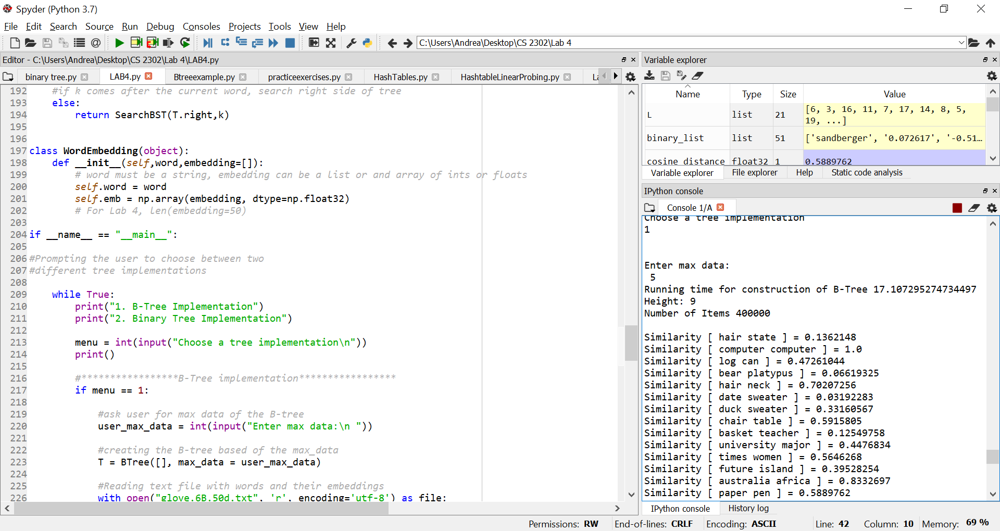 Spyder (Python 3.7)
File Edit Search Source Run Debug Consoles Projects Tools View Help
C:\Users\Andrea\Desktop\CS 2302\Lab 4
Editor - C:\Users\Andrea\Desktop\CS 2302\Lab 4\LAB4.py
binary tree.py LAB4.py Btreeexample.py practiceexercises.py HashTables.py HashtableLinearProbing.py
192 #if k comes after the current word, search right side of tree
193 else:
194 return SearchBST(T.right,k)
195
196
197 class WordEmbedding(object):
198 def __init__(self,word,embedding=[]):
199 # word must be a string, embedding can be a list or and array of ints or floats
200 self.word = word
201 self.emb = np.array(embedding, dtype=np.float32)
202 # For Lab 4, len(embedding=50)
203
204 if __name__ == "__main__":
205
206 #Prompting the user to choose between two
207 #different tree implementations
208
209 while True:
210 print("1. B-Tree Implementation")
211 print("2. Binary Tree Implementation")
212
213 menu = int(input("Choose a tree implementation\n"))
214 print()
215
216 #*****************B-Tree implementation*****************
217 if menu == 1:
218
219 #ask user for max data of the B-tree
220 user_max_data = int(input("Enter max data:\n "))
221
222 #creating the B-tree based of the max_data
223 T = BTree([], max_data = user_max_data)
224
225 #Reading text file with words and their embeddings
226 with open("glove.6B.50d.txt", 'r', encoding='utf-8') as file:
Variable explorer
Name Type Size Value
L list 21 [6, 3, 16, 11, 7, 17, 14, 8, 5,
19, ...]
binary_list list 51 ['sandberger', '0.072617', '-0.51...
cosine_distance float32 1 0.5889762
Variable explorer File explorer Help Static code analysis
IPython console
Console 1/A
Choose a tree implementation
1
Enter max data:
5
Running time for construction of B-Tree 17.107295274734497
Height: 9
Number of Items 400000
Similarity [ hair state ] = 0.1362148
Similarity [ computer computer ] = 1.0
Similarity [ log can ] = 0.47261044
Similarity [ bear platypus ] = 0.06619325
Similarity [ hair neck ] = 0.70207256
Similarity [ date sweater ] = 0.03192283
Similarity [ duck sweater ] = 0.33160567
Similarity [ chair table ] = 0.5915805
Similarity [ basket teacher ] = 0.12549758
Similarity [ university major ] = 0.4476834
Similarity [ times women ] = 0.5646268
Similarity [ future island ] = 0.39528254
Similarity [ australia africa ] = 0.8332697
Similarity [ paper pen ] = 0.5889762
IPython console History log
Permissions: RW End-of-lines: CRLF Encoding: ASCII Line: 42 Column: 10 Memory: 69 %